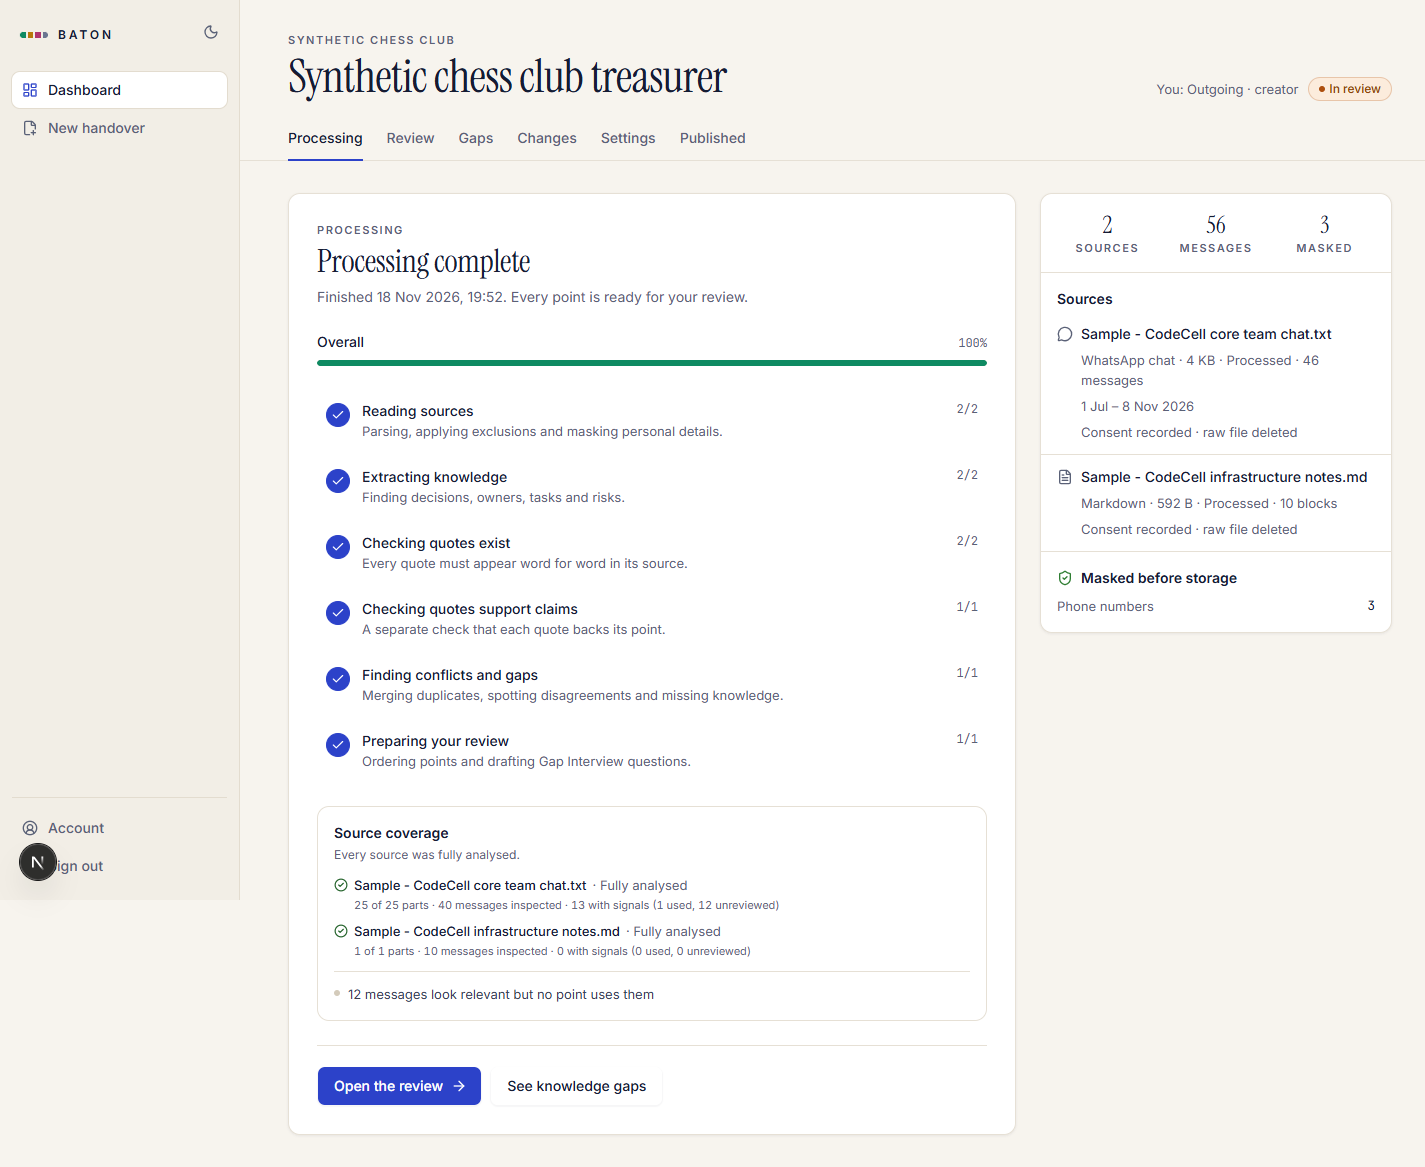 BATON
Dashboard
New handover
Account
ign out
N
SYNTHETIC CHESS CLUB
Synthetic chess club treasurer
You: Outgoing · creator
In review
Processing
Review
Gaps
Changes
Settings
Published
PROCESSING
Processing complete
Finished 18 Nov 2026, 19:52. Every point is ready for your review.
Overall
100%
Reading sources
2/2
Parsing, applying exclusions and masking personal details.
Extracting knowledge
2/2
Finding decisions, owners, tasks and risks.
Checking quotes exist
2/2
Every quote must appear word for word in its source.
Checking quotes support claims
1/1
A separate check that each quote backs its point.
Finding conflicts and gaps
1/1
Merging duplicates, spotting disagreements and missing knowledge.
Preparing your review
1/1
Ordering points and drafting Gap Interview questions.
Source coverage
Every source was fully analysed.
Sample - CodeCell core team chat.txt · Fully analysed
25 of 25 parts · 40 messages inspected · 13 with signals (1 used, 12 unreviewed)
Sample - CodeCell infrastructure notes.md · Fully analysed
1 of 1 parts · 10 messages inspected · 0 with signals (0 used, 0 unreviewed)
12 messages look relevant but no point uses them
Open the review
See knowledge gaps
2
SOURCES
56
MESSAGES
3
MASKED
Sources
Sample - CodeCell core team chat.txt
WhatsApp chat · 4 KB · Processed · 46
messages
1 Jul – 8 Nov 2026
Consent recorded · raw file deleted
Sample - CodeCell infrastructure notes.md
Markdown · 592 B · Processed · 10 blocks
Consent recorded · raw file deleted
Masked before storage
Phone numbers
3